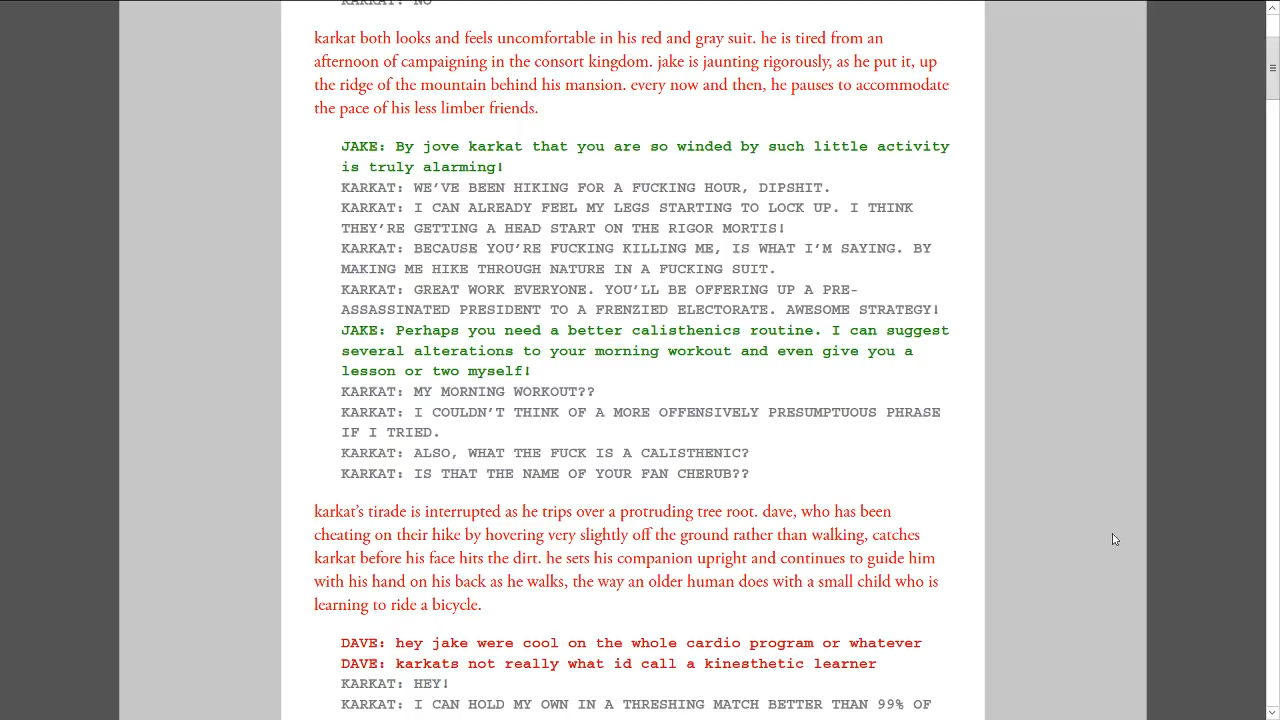 KARKAT: NO
karkat both looks and feels uncomfortable in his red and gray suit. he is tired from an
afternoon of campaigning in the consort kingdom. jake is jaunting rigorously, as he put it, up
the ridge of the mountain behind his mansion. every now and then, he pauses to accommodate
the pace of his less limber friends.
JAKE: By jove karkat that you are so winded by such little activity
is truly alarming!
KARKAT: WE’VE BEEN HIKING FOR A FUCKING HOUR, DIPSHIT.
KARKAT: I CAN ALREADY FEEL MY LEGS STARTING TO LOCK UP. I THINK
THEY’RE GETTING A HEAD START ON THE RIGOR MORTIS!
KARKAT: BECAUSE YOU’RE FUCKING KILLING ME, IS WHAT I’M SAYING. BY
MAKING ME HIKE THROUGH NATURE IN A FUCKING SUIT.
KARKAT: GREAT WORK EVERYONE. YOU’LL BE OFFERING UP A PRE-
ASSASSINATED PRESIDENT TO A FRENZIED ELECTORATE. AWESOME STRATEGY!
JAKE: Perhaps you need a better calisthenics routine. I can suggest
several alterations to your morning workout and even give you a
lesson or two myself!
KARKAT: MY MORNING WORKOUT??
KARKAT: I COULDN’T THINK OF A MORE OFFENSIVELY PRESUMPTUOUS PHRASE
IF I TRIED.
KARKAT: ALSO, WHAT THE FUCK IS A CALISTHENIC?
KARKAT: IS THAT THE NAME OF YOUR FAN CHERUB??
karkat’s tirade is interrupted as he trips over a protruding tree root. dave, who has been
cheating on their hike by hovering very slightly off the ground rather than walking, catches
karkat before his face hits the dirt. he sets his companion upright and continues to guide him
with his hand on his back as he walks, the way an older human does with a small child who is
learning to ride a bicycle.
DAVE: hey jake were cool on the whole cardio program or whatever
DAVE: karkats not really what id call a kinesthetic learner
KARKAT: HEY!
KARKAT: I CAN HOLD MY OWN IN A THRESHING MATCH BETTER THAN 99% OF